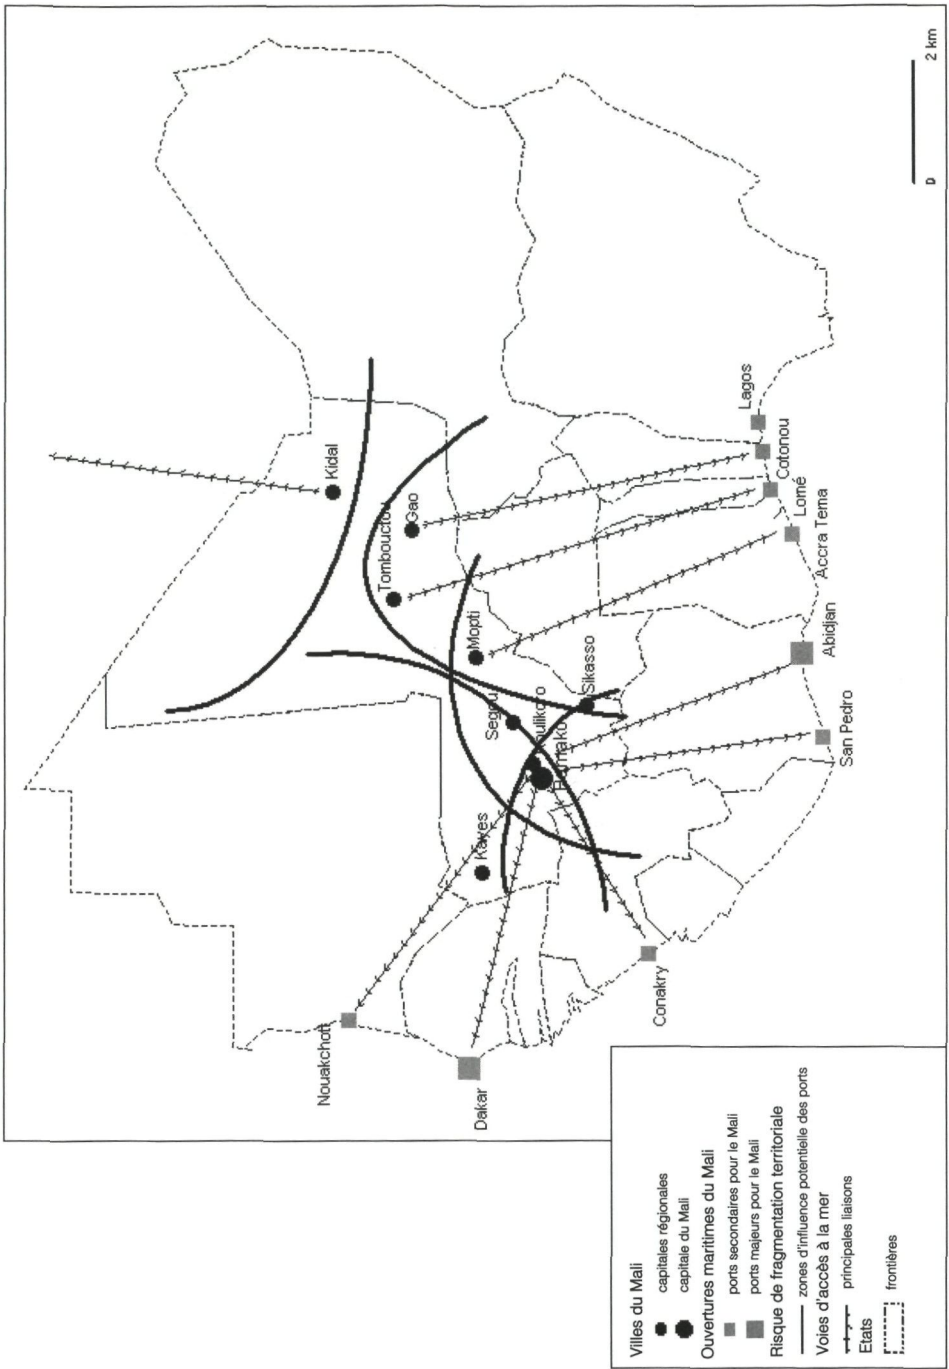 Kidal
Tombouctou
Gao
Mopti
Segou
Sikasso
Koulikoro
Bamako
Kayes
Nouakchott
Dakar
Conakry
San Pedro
Abidjan
Accra Tema
Lomé
Cotonou
Lagos
D 2 km
Villes du Mali
capitales régionales
capitale du Mali
Ouvertures maritimes du Mali
ports secondaires pour le Mali
ports majeurs pour le Mali
Risque de fragmentation territoriale
zones d'influence potentielle des ports
Voies d'accès à la mer
principales liaisons
Etats
frontières